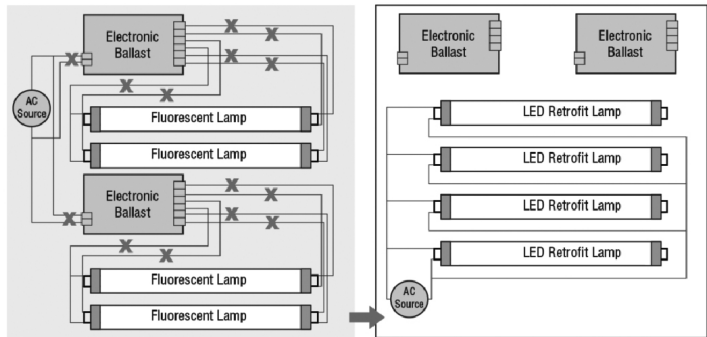 Electronic
Ballast
AC
Source
Fluorescent Lamp
Fluorescent Lamp
Electronic
Ballast
Fluorescent Lamp
Fluorescent Lamp
Electronic
Ballast
Electronic
Ballast
LED Retrofit Lamp
LED Retrofit Lamp
LED Retrofit Lamp
LED Retrofit Lamp
AC
Source